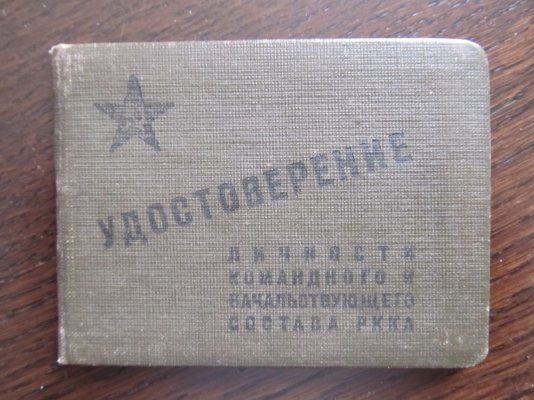 УДОСТОВЕРЕНИЕ
ЛИЧНОСТИ
КОМАНДНОГО И
НАЧАЛЬСТВУЮЩЕГО
СОСТАВА РККА